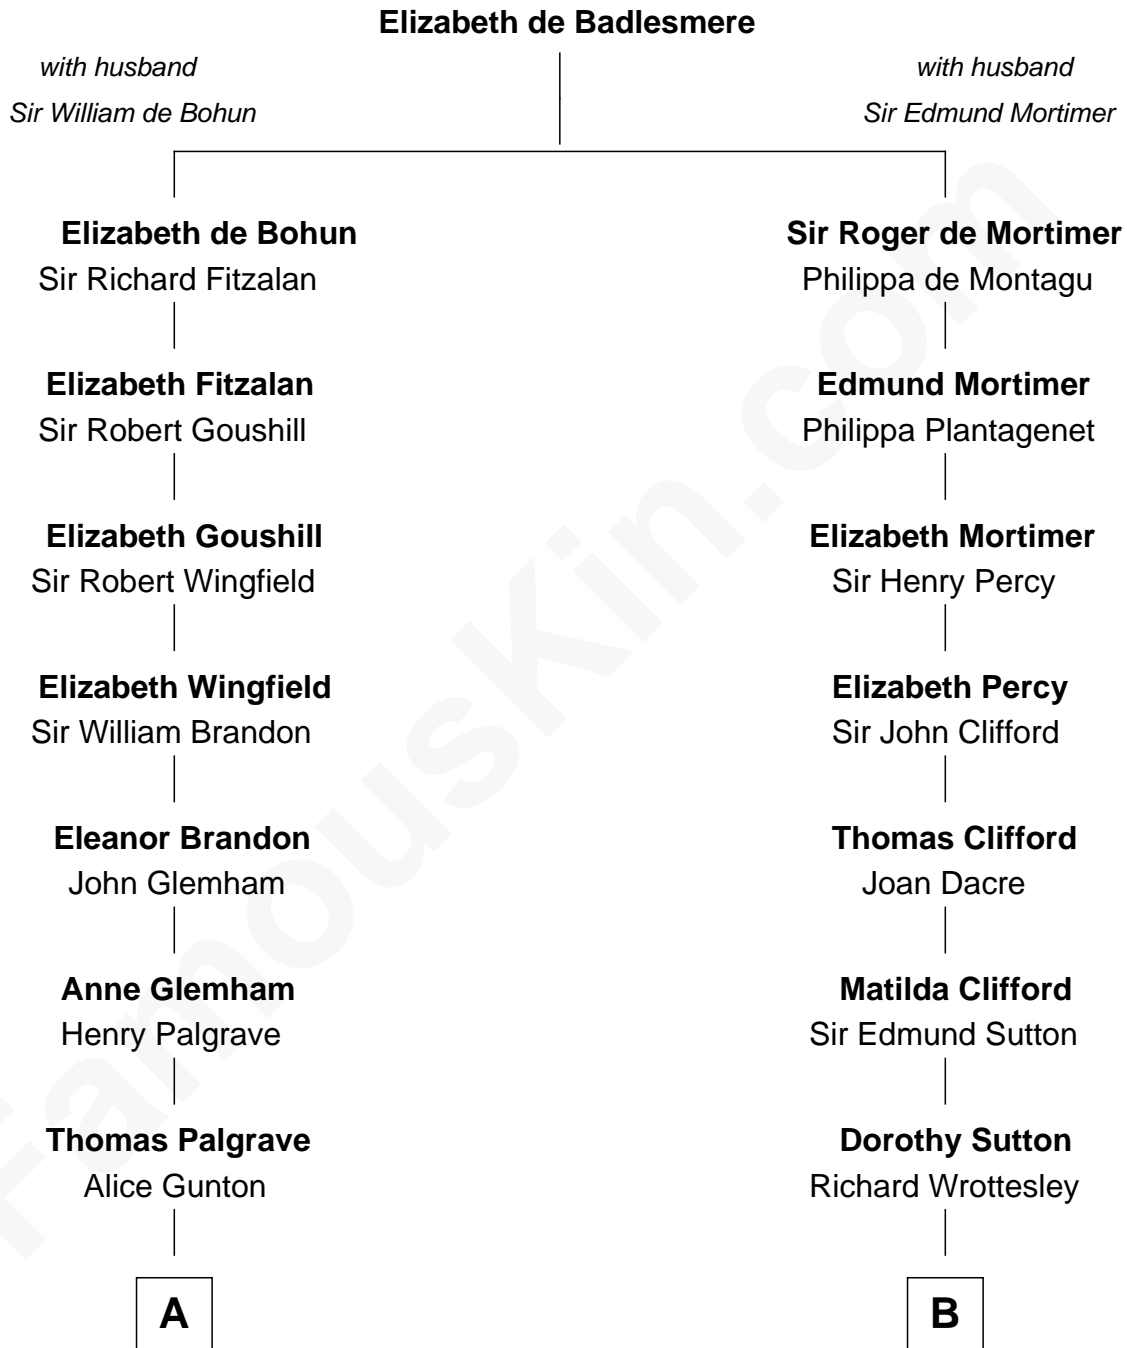 Elizabeth de Badlesmere
with husband
Sir William de Bohun
with husband
Sir Edmund Mortimer
Elizabeth de Bohun
Sir Richard Fitzalan
Elizabeth Fitzalan
Sir Robert Goushill
Elizabeth Goushill
Sir Robert Wingfield
Elizabeth Wingfield
Sir William Brandon
Eleanor Brandon
John Glemham
Anne Glemham
Henry Palgrave
Thomas Palgrave
Alice Gunton
A
Sir Roger de Mortimer
Philippa de Montagu
Edmund Mortimer
Philippa Plantagenet
Elizabeth Mortimer
Sir Henry Percy
Elizabeth Percy
Sir John Clifford
Thomas Clifford
Joan Dacre
Matilda Clifford
Sir Edmund Sutton
Dorothy Sutton
Richard Wrottesley
B
FamousKin.com